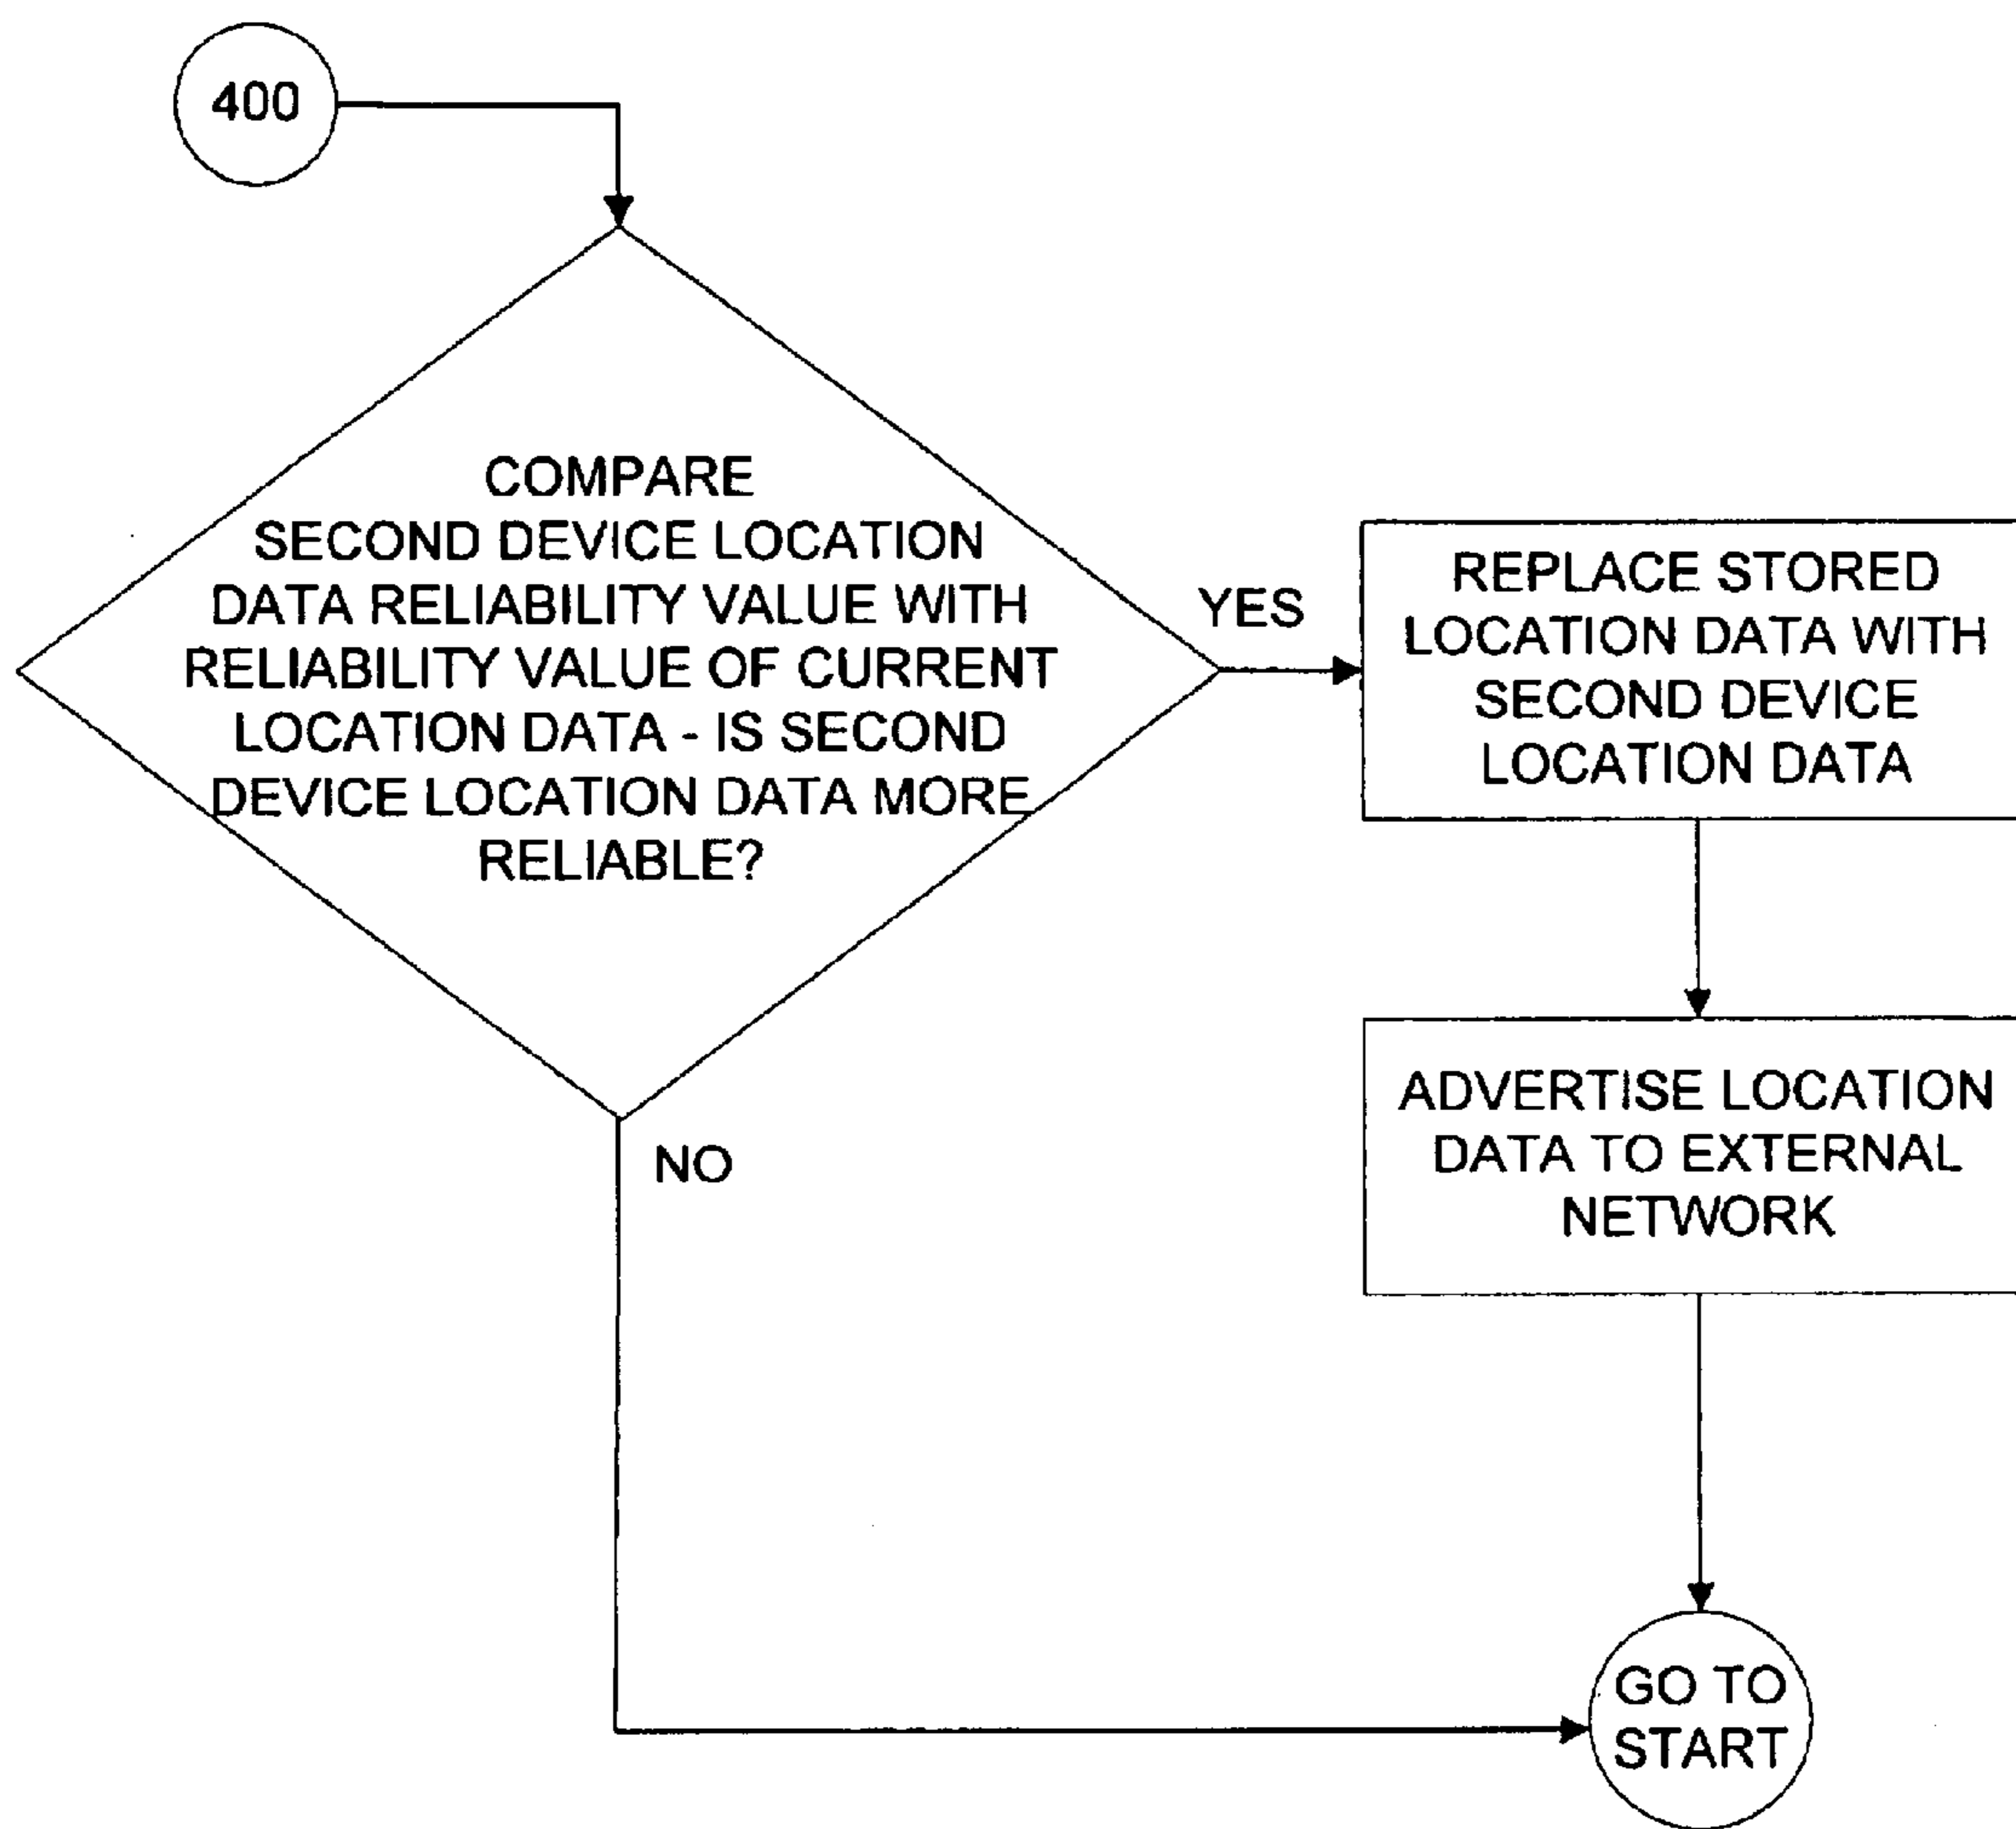 400
COMPARE
SECOND DEVICE LOCATION
DATA RELIABILITY VALUE WITH
RELIABILITY VALUE OF CURRENT
LOCATION DATA - IS SECOND
DEVICE LOCATION DATA MORE
RELIABLE?
YES
REPLACE STORED
LOCATION DATA WITH
SECOND DEVICE
LOCATION DATA
ADVERTISE LOCATION
DATA TO EXTERNAL
NETWORK
NO
GO TO
START